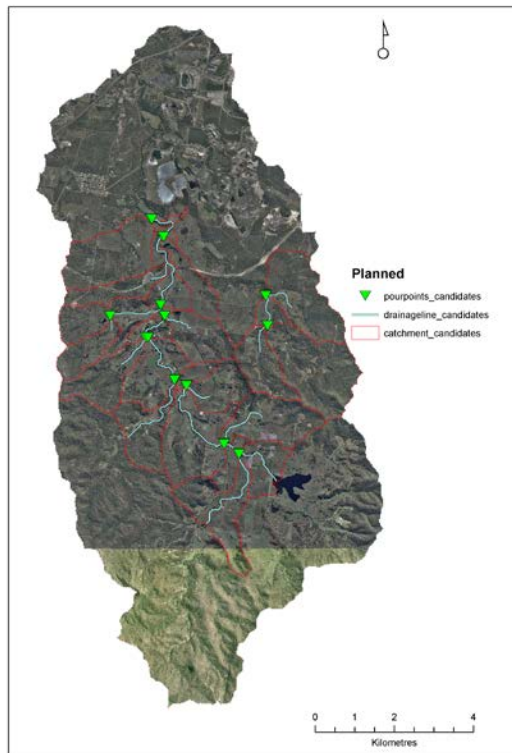 Planned
pourpoints_candidates
drainageline_candidates
catchment_candidates
0 1 2 4
Kilometres